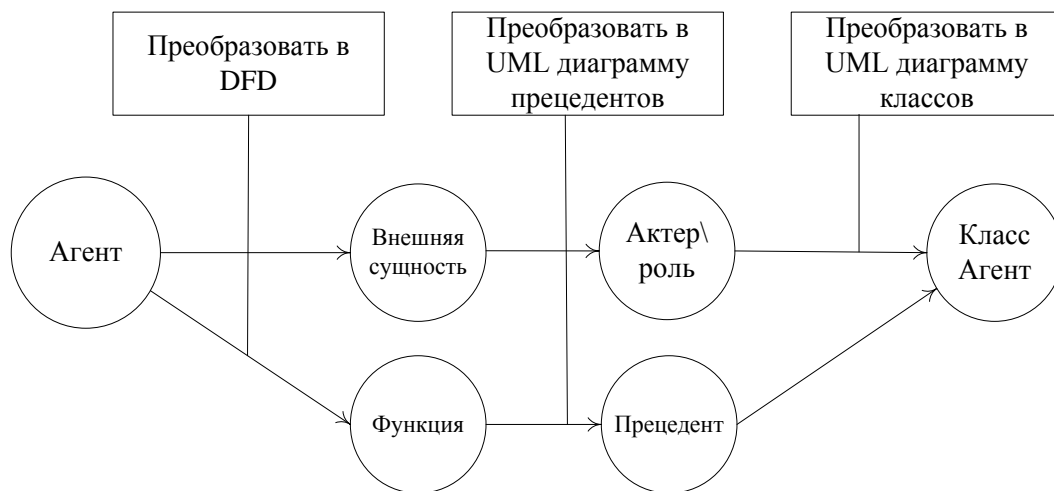 Преобразовать в
DFD
Преобразовать в
UML диаграмму
прецедентов
Преобразовать в
UML диаграмму
классов
Агент
Внешняя
сущность
Актер\
роль
Класс
Агент
Функция
Прецедент